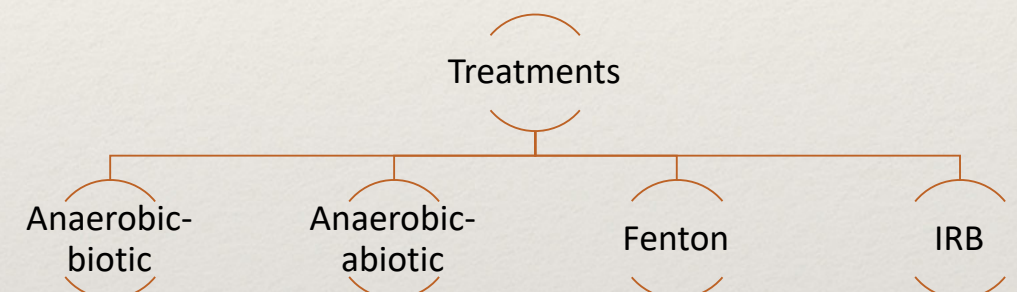 Treatments
Anaerobic-
biotic
Anaerobic-
abiotic
Fenton
IRB